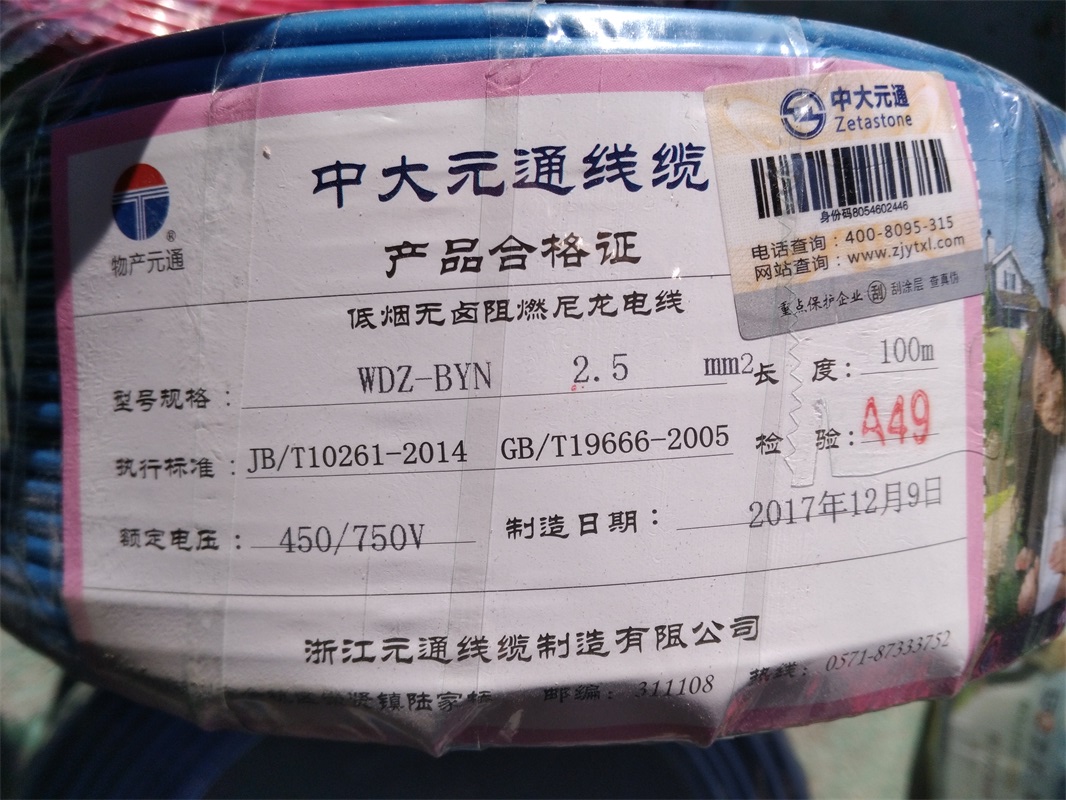 中大元通
Zetastone
身份码8054602446
电话查询：400-8095-315
网站查询：www.zjytxl.com
重点保护企业 刮 刮涂层 查真伪
物产元通
®
中大元通线缆
产品合格证
低烟无卤阻燃尼龙电线
型号规格： WDZ-BYN 2.5 mm2 长 度：100m
执行标准：JB/T10261-2014 GB/T19666-2005 检 验：A49
额定电压： 450/750V 制造日期： 2017年12月9日
浙江元通线缆制造有限公司
贤镇陆家桥 邮编：311108 热线：0571-87333752